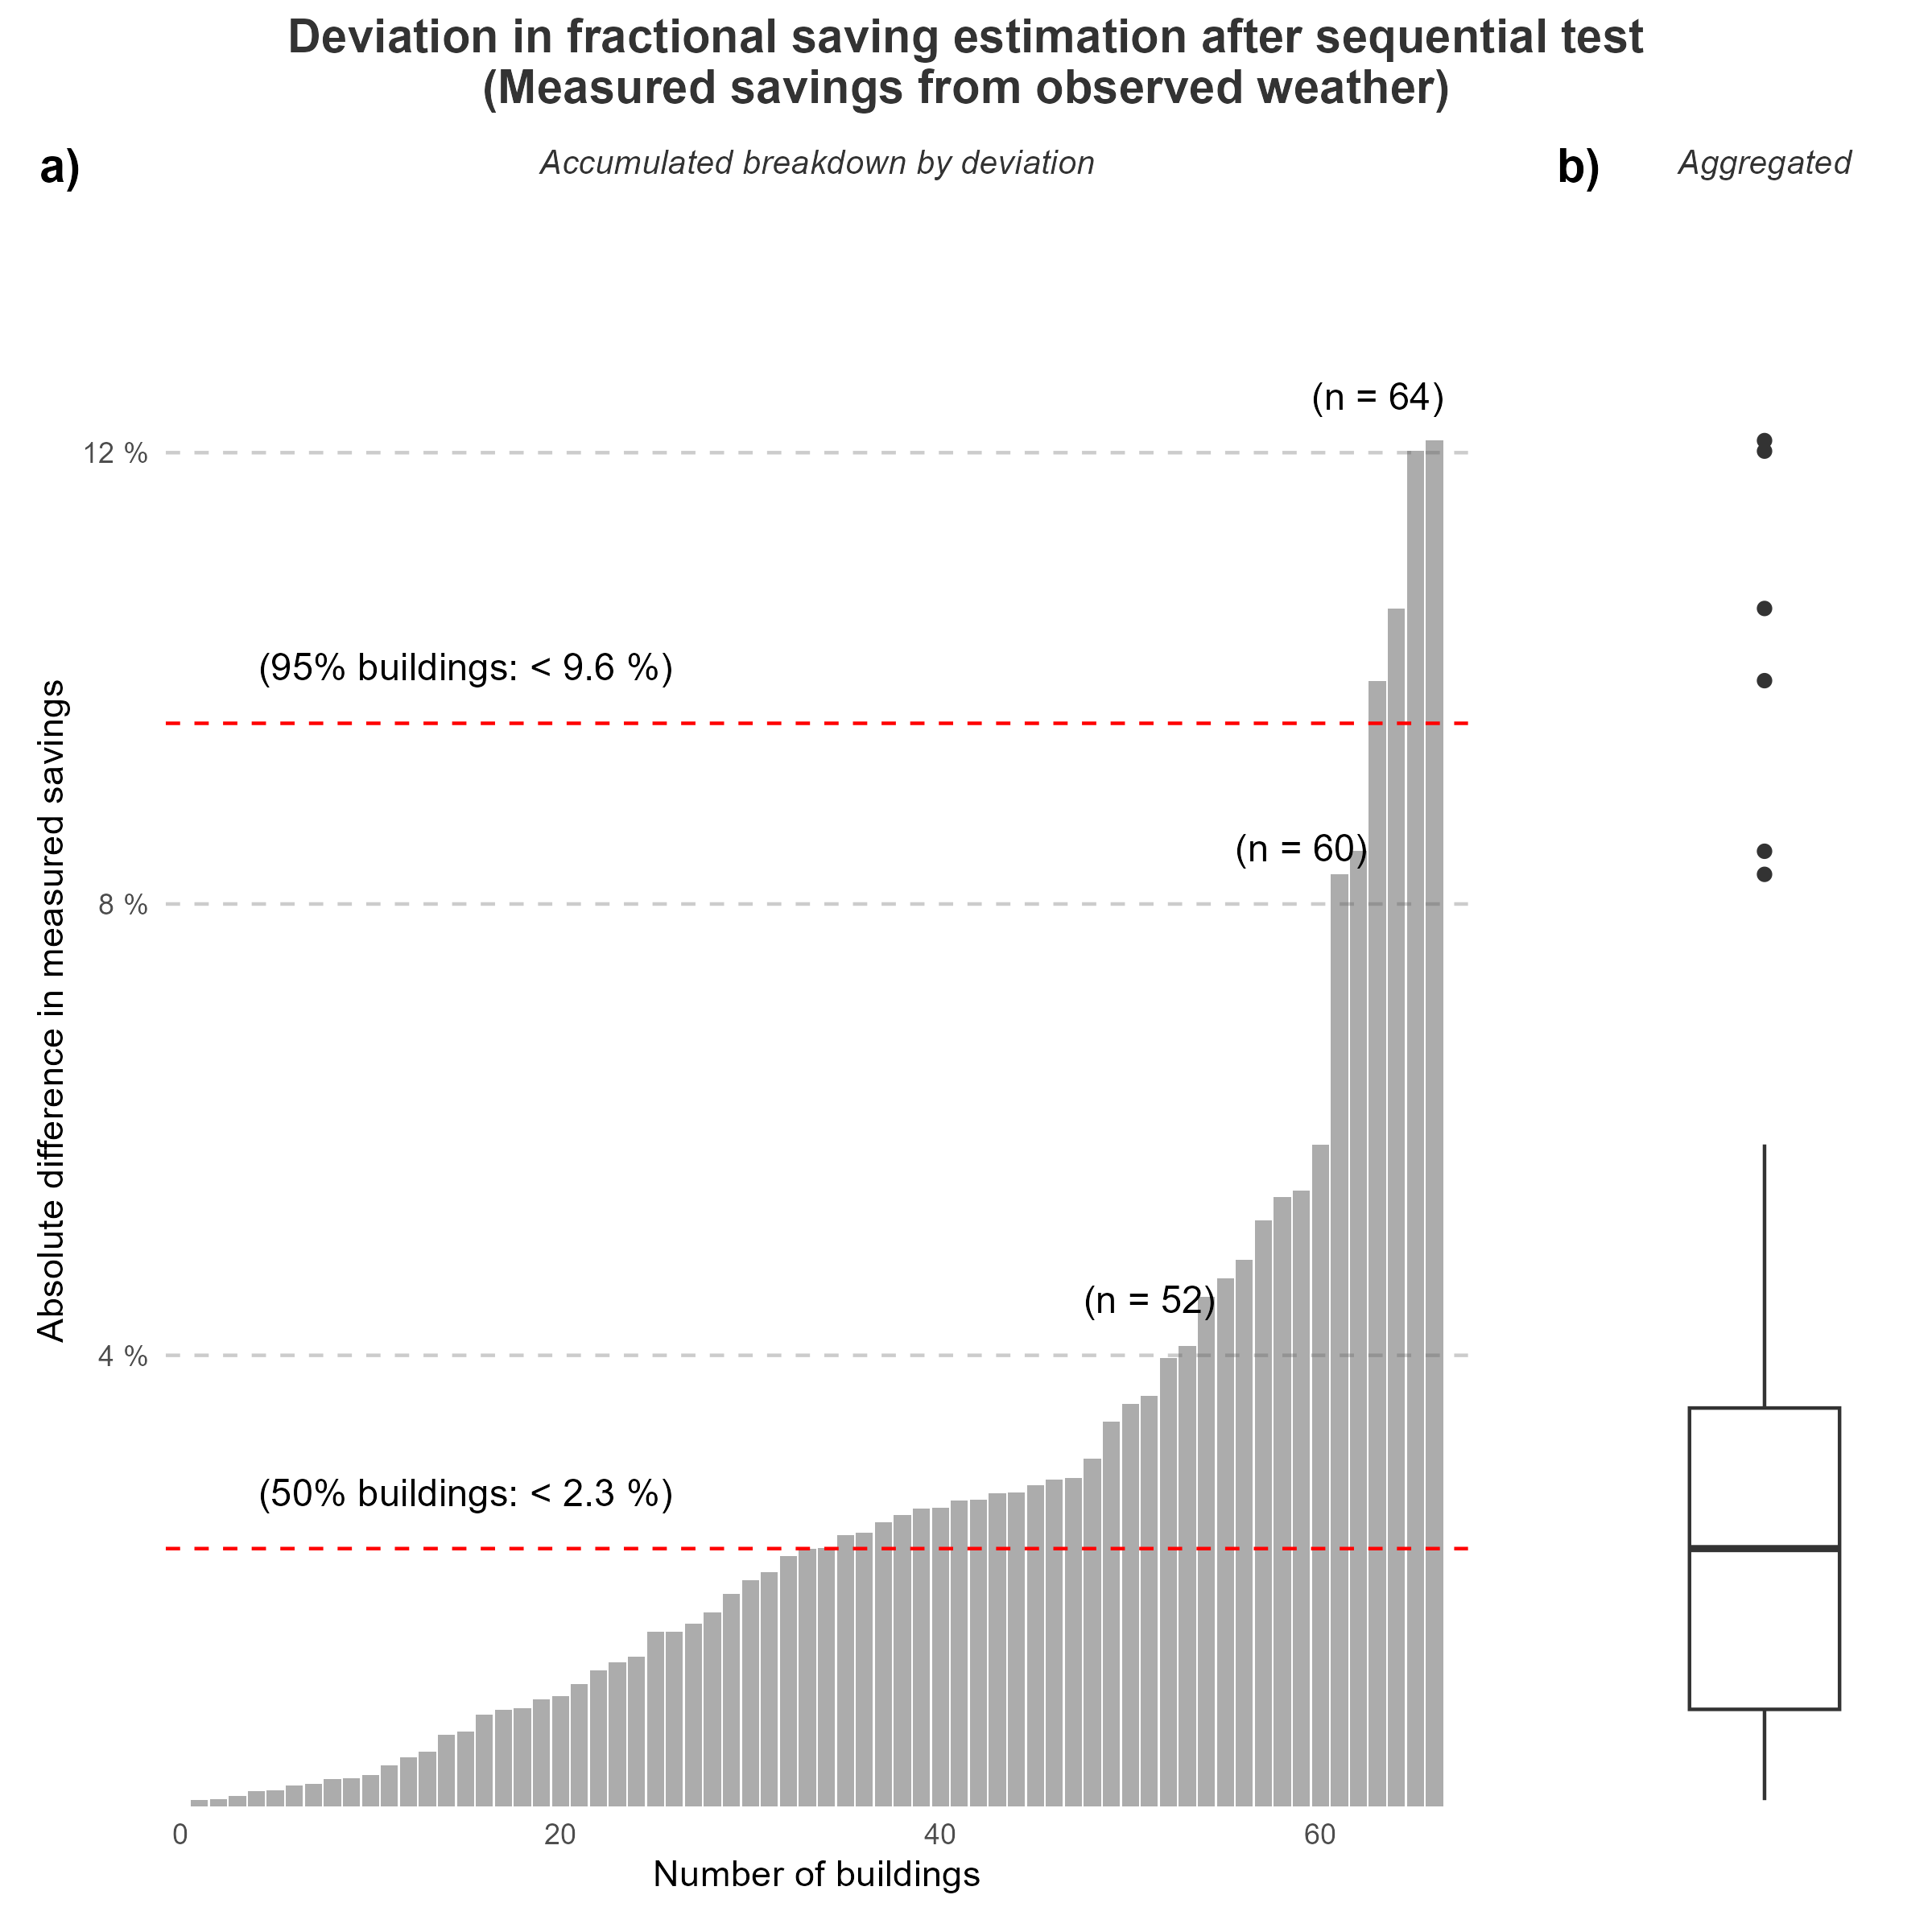 Deviation in fractional saving estimation after sequential test
(Measured savings from observed weather)
a)
Accumulated breakdown by deviation
b)
Aggregated
(n = 64)
12 %
(95% buildings: < 9.6 %)
(n = 60)
8 %
(n = 52)
4 %
(50% buildings: < 2.3 %)
Absolute difference in measured savings
0
20
40
60
Number of buildings